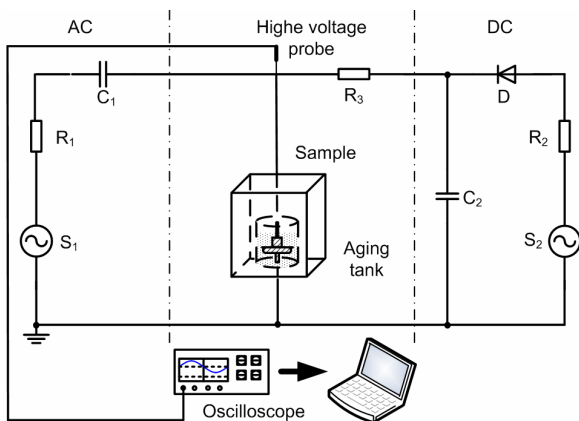 AC
Highe voltage
probe
DC
C1
R3
D
R1
R2
Sample
C2
S1
Aging
tank
S2
Oscilloscope